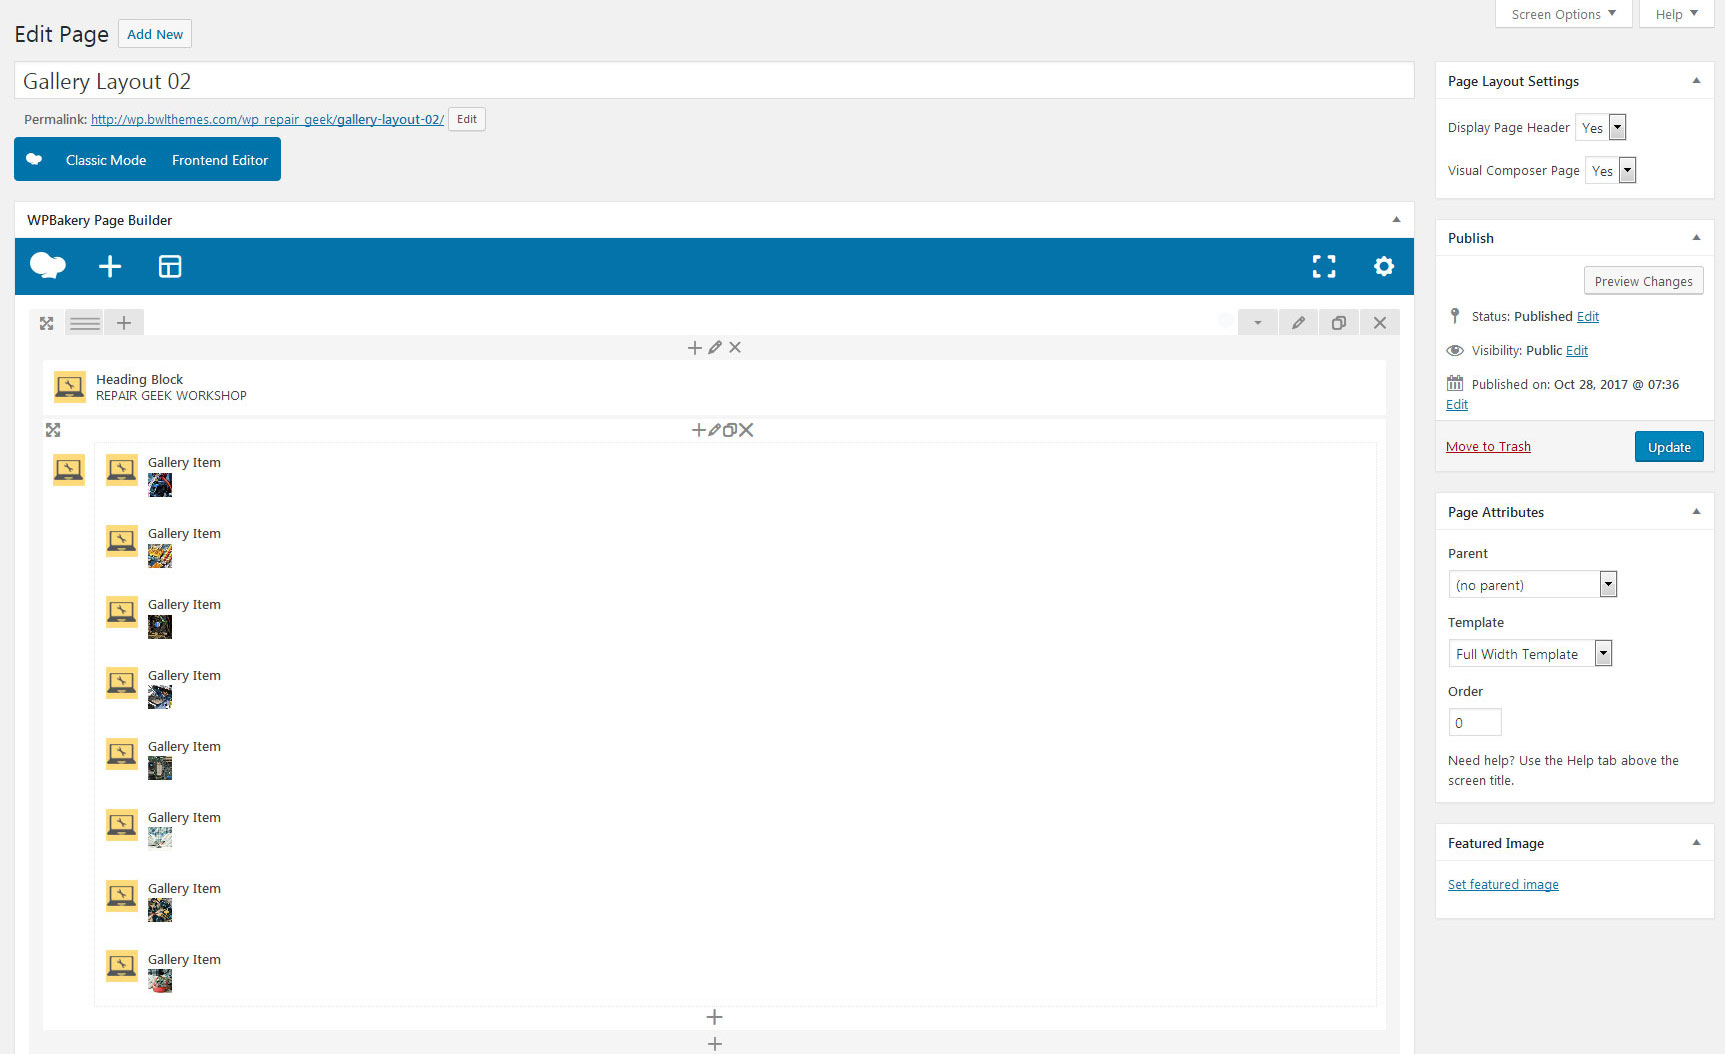 Screen Options
Help
Edit Page
Add New
Gallery Layout 02
Permalink: http://wp.bwlthemes.com/wp_repair_geek/gallery-layout-02/
Edit
Classic Mode
Frontend Editor
WPBakery Page Builder
Heading Block
REPAIR GEEK WORKSHOP
Gallery Item
Gallery Item
Gallery Item
Gallery Item
Gallery Item
Gallery Item
Gallery Item
Gallery Item
Page Layout Settings
Display Page Header Yes
Visual Composer Page Yes
Publish
Preview Changes
Status: Published Edit
Visibility: Public Edit
Published on: Oct 28, 2017 @ 07:36
Edit
Move to Trash
Update
Page Attributes
Parent
(no parent)
Template
Full Width Template
Order
0
Need help? Use the Help tab above the
screen title.
Featured Image
Set featured image